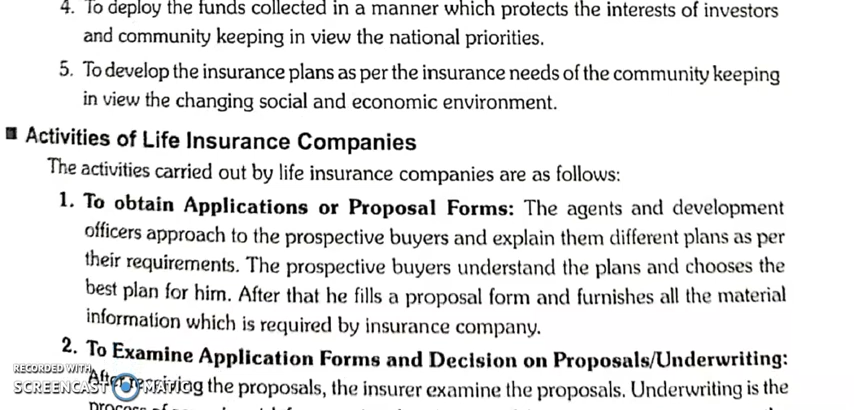 4. To deploy the funds collected in a manner which protects the interests of investors
and community keeping in view the national priorities.
5. To develop the insurance plans as per the insurance needs of the community keeping
in view the changing social and economic environment.
Activities of Life Insurance Companies
The activities carried out by life insurance companies are as follows:
1. To obtain Applications or Proposal Forms: The agents and development
officers approach to the prospective buyers and explain them different plans as per
their requirements. The prospective buyers understand the plans and chooses the
best plan for him. After that he fills a proposal form and furnishes all the material
information which is required by insurance company.
2. To Examine Application Forms and Decision on Proposals/Underwriting:
After receiving the proposals, the insurer examine the proposals. Underwriting is the
RECORDED WITH
SCREENCAST MATIC